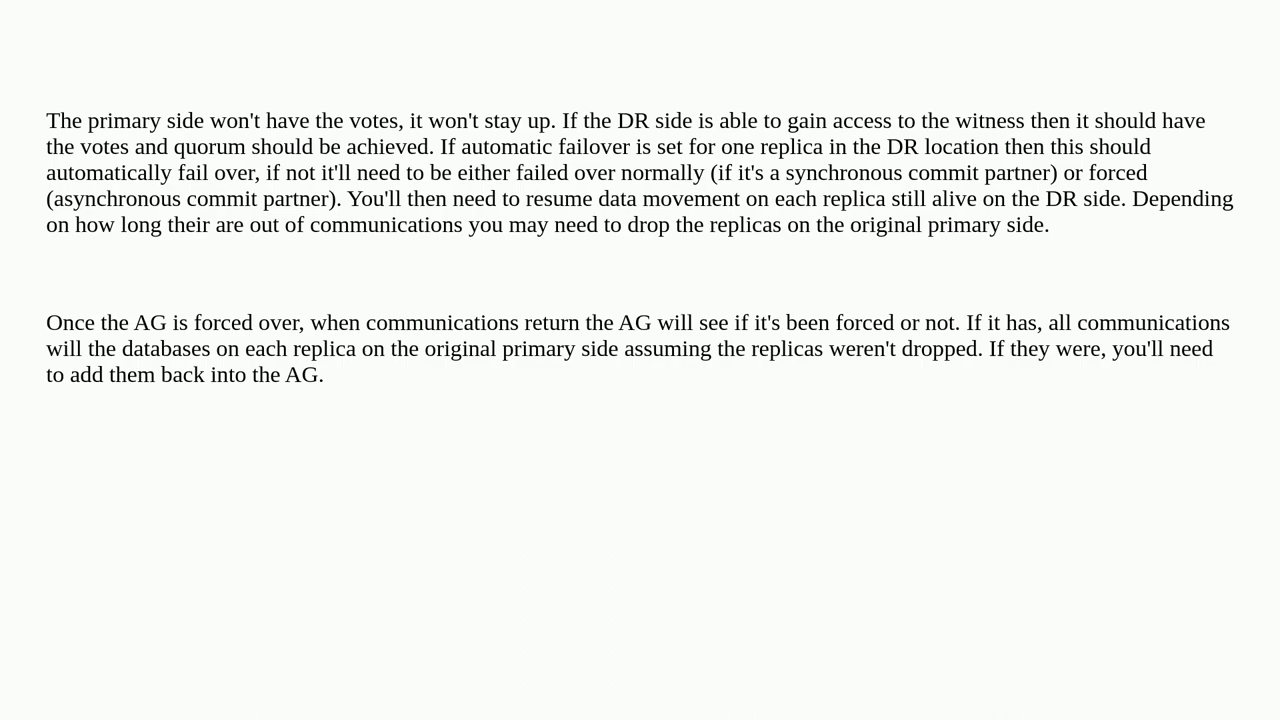 The primary side won't have the votes, it won't stay up. If the DR side is able to gain access to the witness then it should have
the votes and quorum should be achieved. If automatic failover is set for one replica in the DR location then this should
automatically fail over, if not it'll need to be either failed over normally (if it's a synchronous commit partner) or forced
(asynchronous commit partner). You'll then need to resume data movement on each replica still alive on the DR side. Depending
on how long their are out of communications you may need to drop the replicas on the original primary side.
Once the AG is forced over, when communications return the AG will see if it's been forced or not. If it has, all communications
will the databases on each replica on the original primary side assuming the replicas weren't dropped. If they were, you'll need
to add them back into the AG.